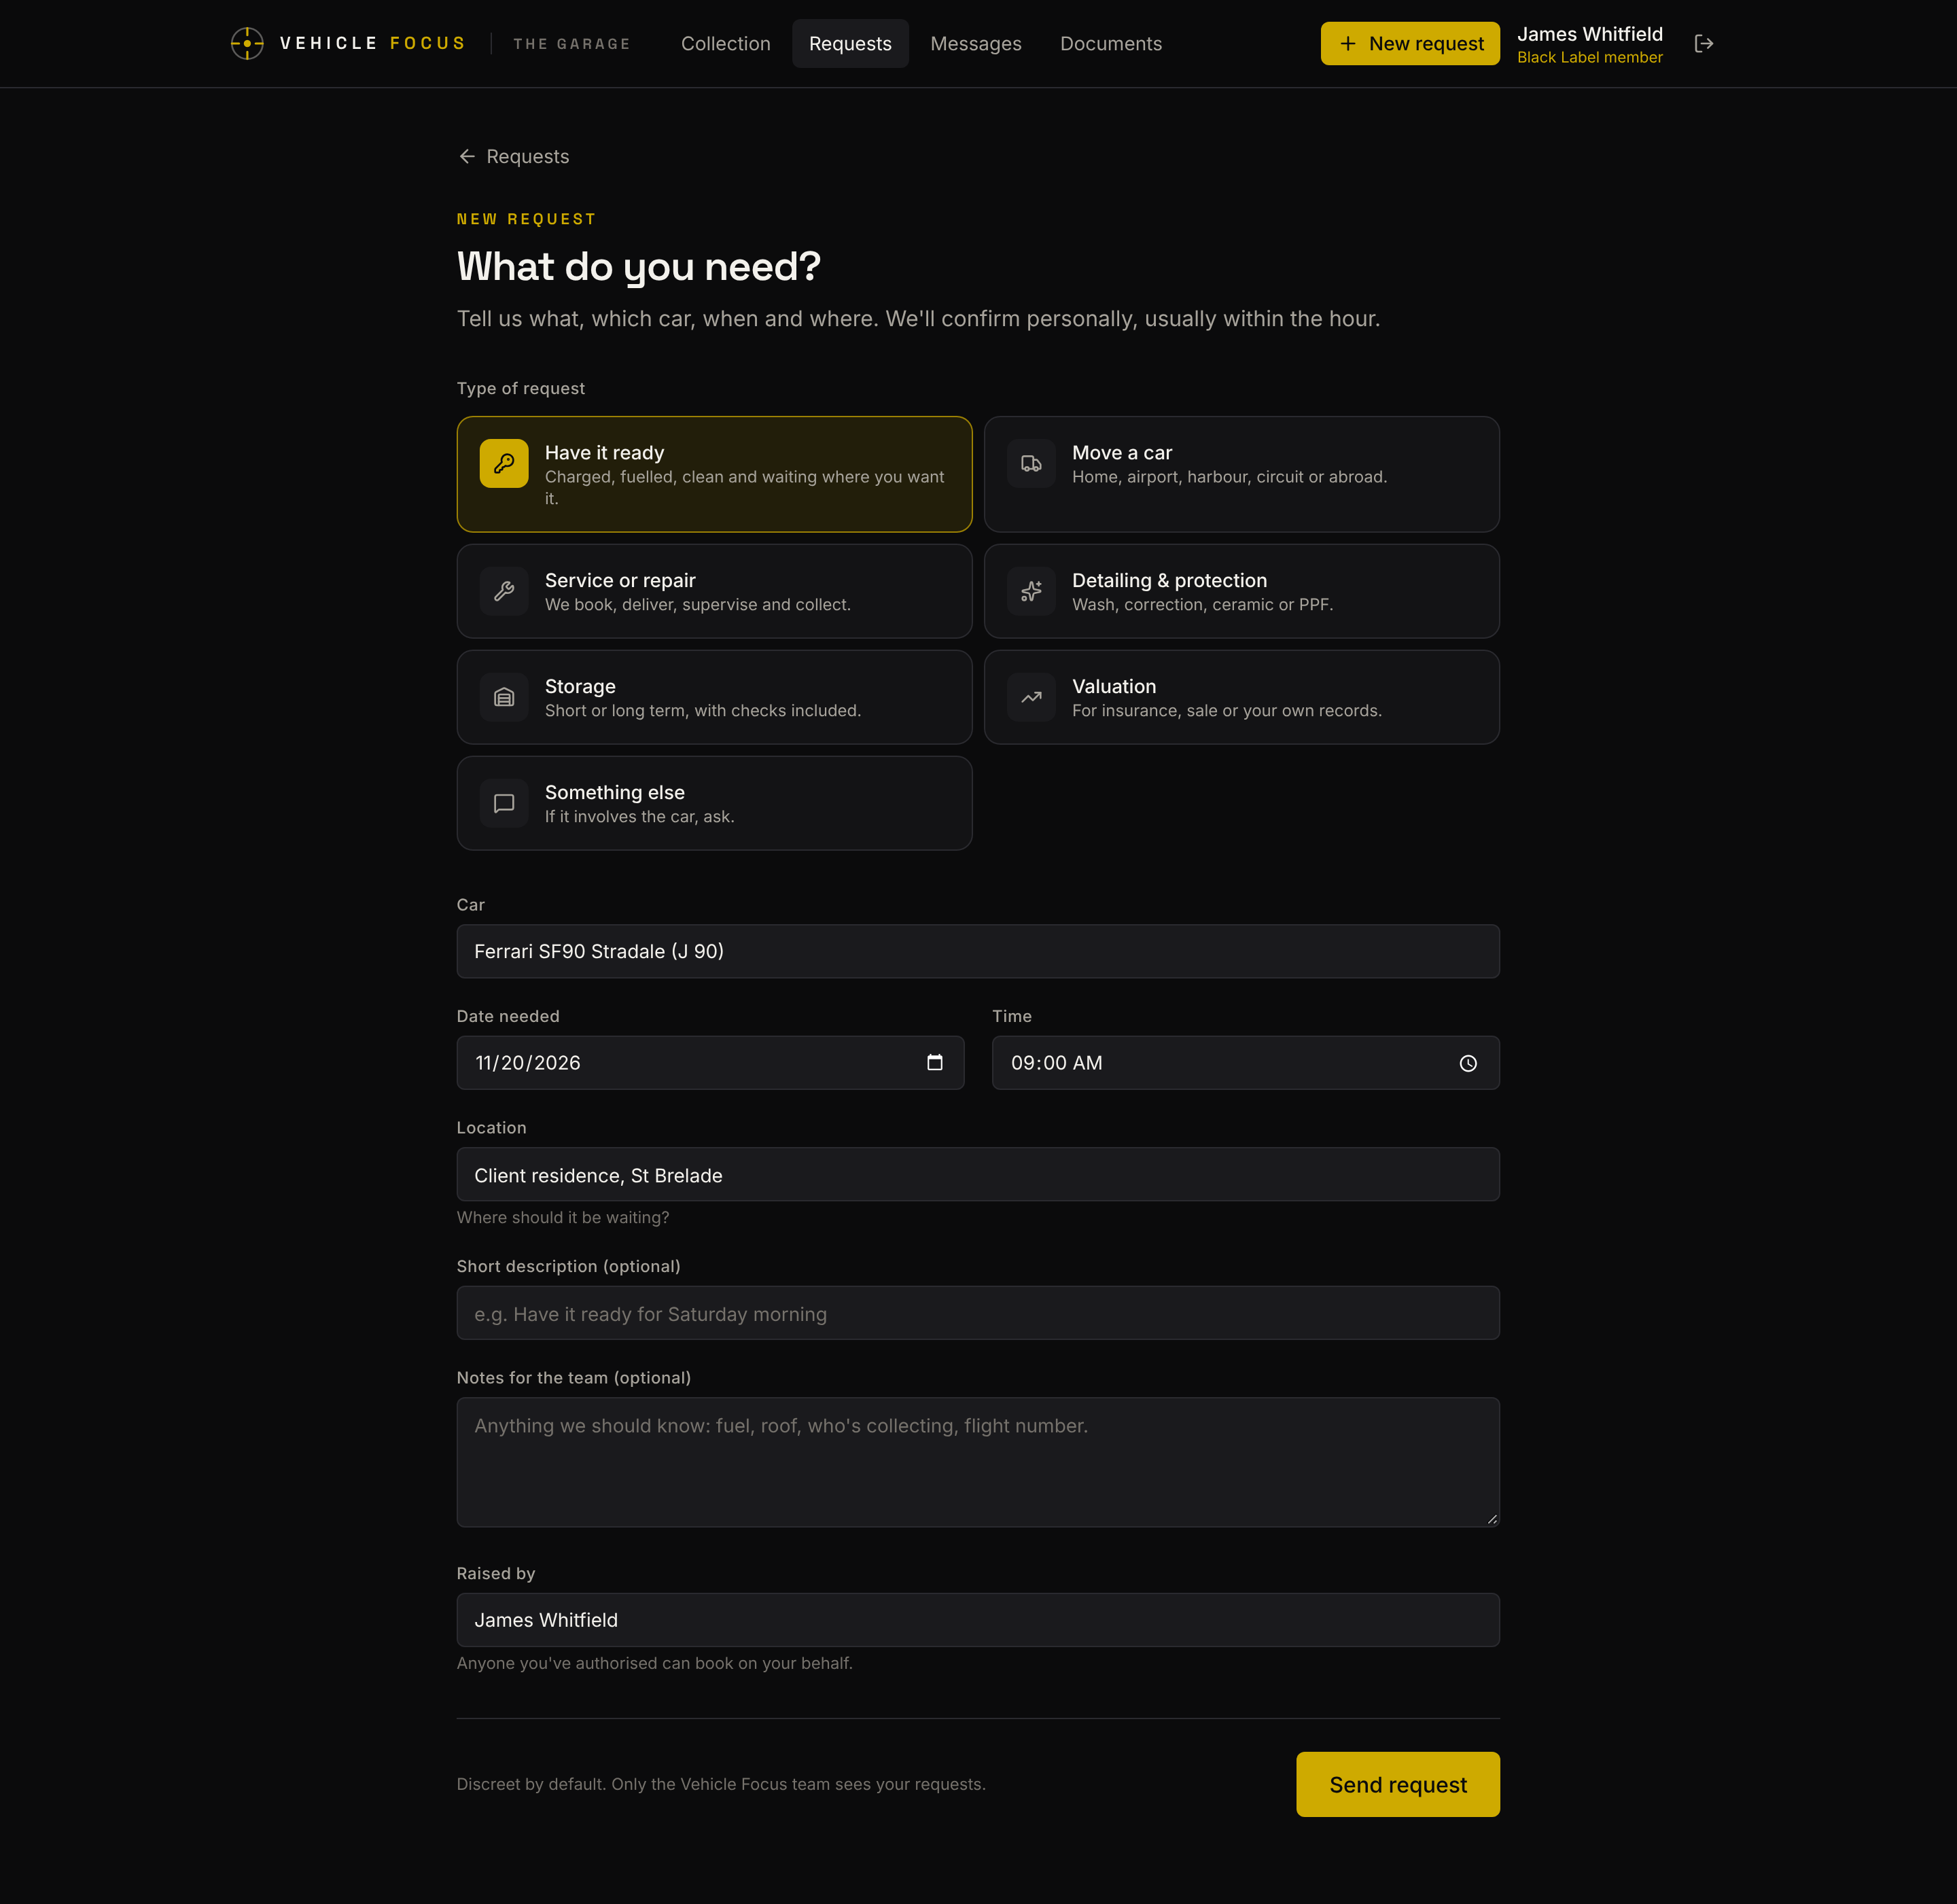 VEHICLE FOCUS
THE GARAGE
Collection
Requests
Messages
Documents
New request
James Whitfield
Black Label member
Requests
NEW REQUEST
What do you need?
Tell us what, which car, when and where. We'll confirm personally, usually within the hour.
Type of request
Have it ready
Charged, fuelled, clean and waiting where you want
it.
Move a car
Home, airport, harbour, circuit or abroad.
Service or repair
We book, deliver, supervise and collect.
Detailing & protection
Wash, correction, ceramic or PPF.
Storage
Short or long term, with checks included.
Valuation
For insurance, sale or your own records.
Something else
If it involves the car, ask.
Car
Ferrari SF90 Stradale (J 90)
Date needed
11/20/2026
Time
09:00 AM
Location
Client residence, St Brelade
Where should it be waiting?
Short description (optional)
e.g. Have it ready for Saturday morning
Notes for the team (optional)
Anything we should know: fuel, roof, who's collecting, flight number.
Raised by
James Whitfield
Anyone you've authorised can book on your behalf.
Discreet by default. Only the Vehicle Focus team sees your requests.
Send request